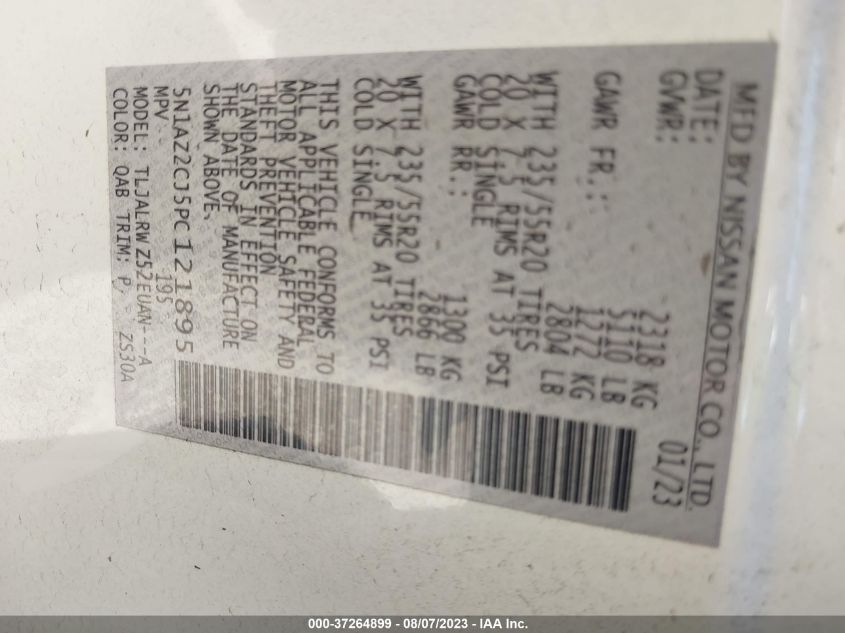 MFD BY NISSAN MOTOR CO., LTD.
DATE: 01/23
GVWR: 2318 KG
5110 LB
GAWR FR.: 1272 KG
2804 LB
WITH 235/55R20 TIRES
20 X 7.5 RIMS AT 35 PSI
COLD SINGLE
GAWR RR.: 1300 KG
2866 LB
WITH 235/55R20 TIRES
20 X 7.5 RIMS AT 35 PSI
COLD SINGLE
THIS VEHICLE CONFORMS TO
ALL APPLICABLE FEDERAL
MOTOR VEHICLE SAFETY AND
THEFT PREVENTION
STANDARDS IN EFFECT ON
THE DATE OF MANUFACTURE
SHOWN ABOVE.
5N1AZ2CJ5PC121895
MPV 195
MODEL: TLJALRWZ52EUAN---A
COLOR: QAB TRIM: P, ZS30A
000-37264899 - 08/07/2023 - IAA Inc.